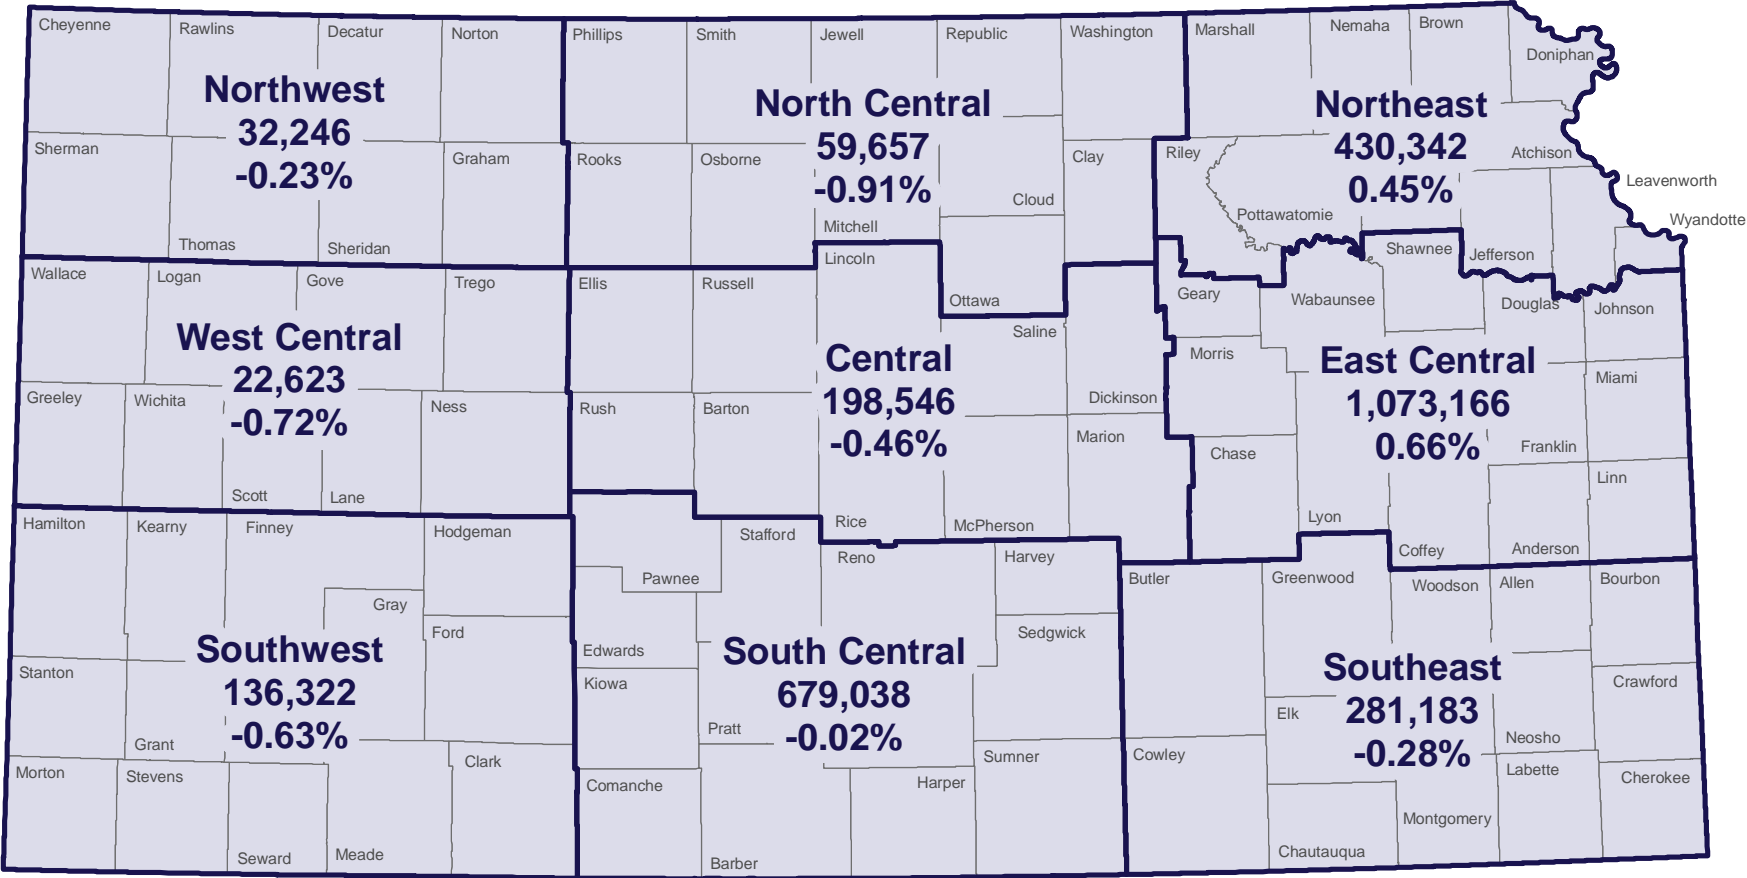 Cheyenne
Rawlins
Decatur
Norton
Phillips
Smith
Jewell
Republic
Washington
Marshall
Nemaha
Brown
Doniphan
Northwest
32,246
-0.23%
North Central
59,657
-0.91%
Northeast
430,342
0.45%
Sherman
Graham
Rooks
Osborne
Clay
Riley
Atchison
Leavenworth
Wyandotte
Cloud
Mitchell
Pottawatomie
Thomas
Sheridan
Shawnee
Jefferson
Wallace
Logan
Gove
Trego
Ellis
Russell
Lincoln
Ottawa
Geary
Wabaunsee
Douglas
Johnson
Saline
West Central
22,623
-0.72%
Central
198,546
-0.46%
East Central
1,073,166
0.66%
Morris
Miami
Greeley
Wichita
Ness
Rush
Barton
Dickinson
Marion
Chase
Franklin
Linn
Scott
Lane
Rice
McPherson
Lyon
Coffey
Anderson
Hamilton
Kearny
Finney
Hodgeman
Stafford
Reno
Harvey
Pawnee
Butler
Greenwood
Woodson
Allen
Bourbon
Gray
Ford
Edwards
Sedgwick
Southwest
136,322
-0.63%
South Central
679,038
-0.02%
Southeast
281,183
-0.28%
Stanton
Kiowa
Crawford
Pratt
Elk
Neosho
Grant
Clark
Sumner
Cowley
Labette
Morton
Stevens
Comanche
Harper
Cherokee
Montgomery
Seward
Meade
Barber
Chautauqua